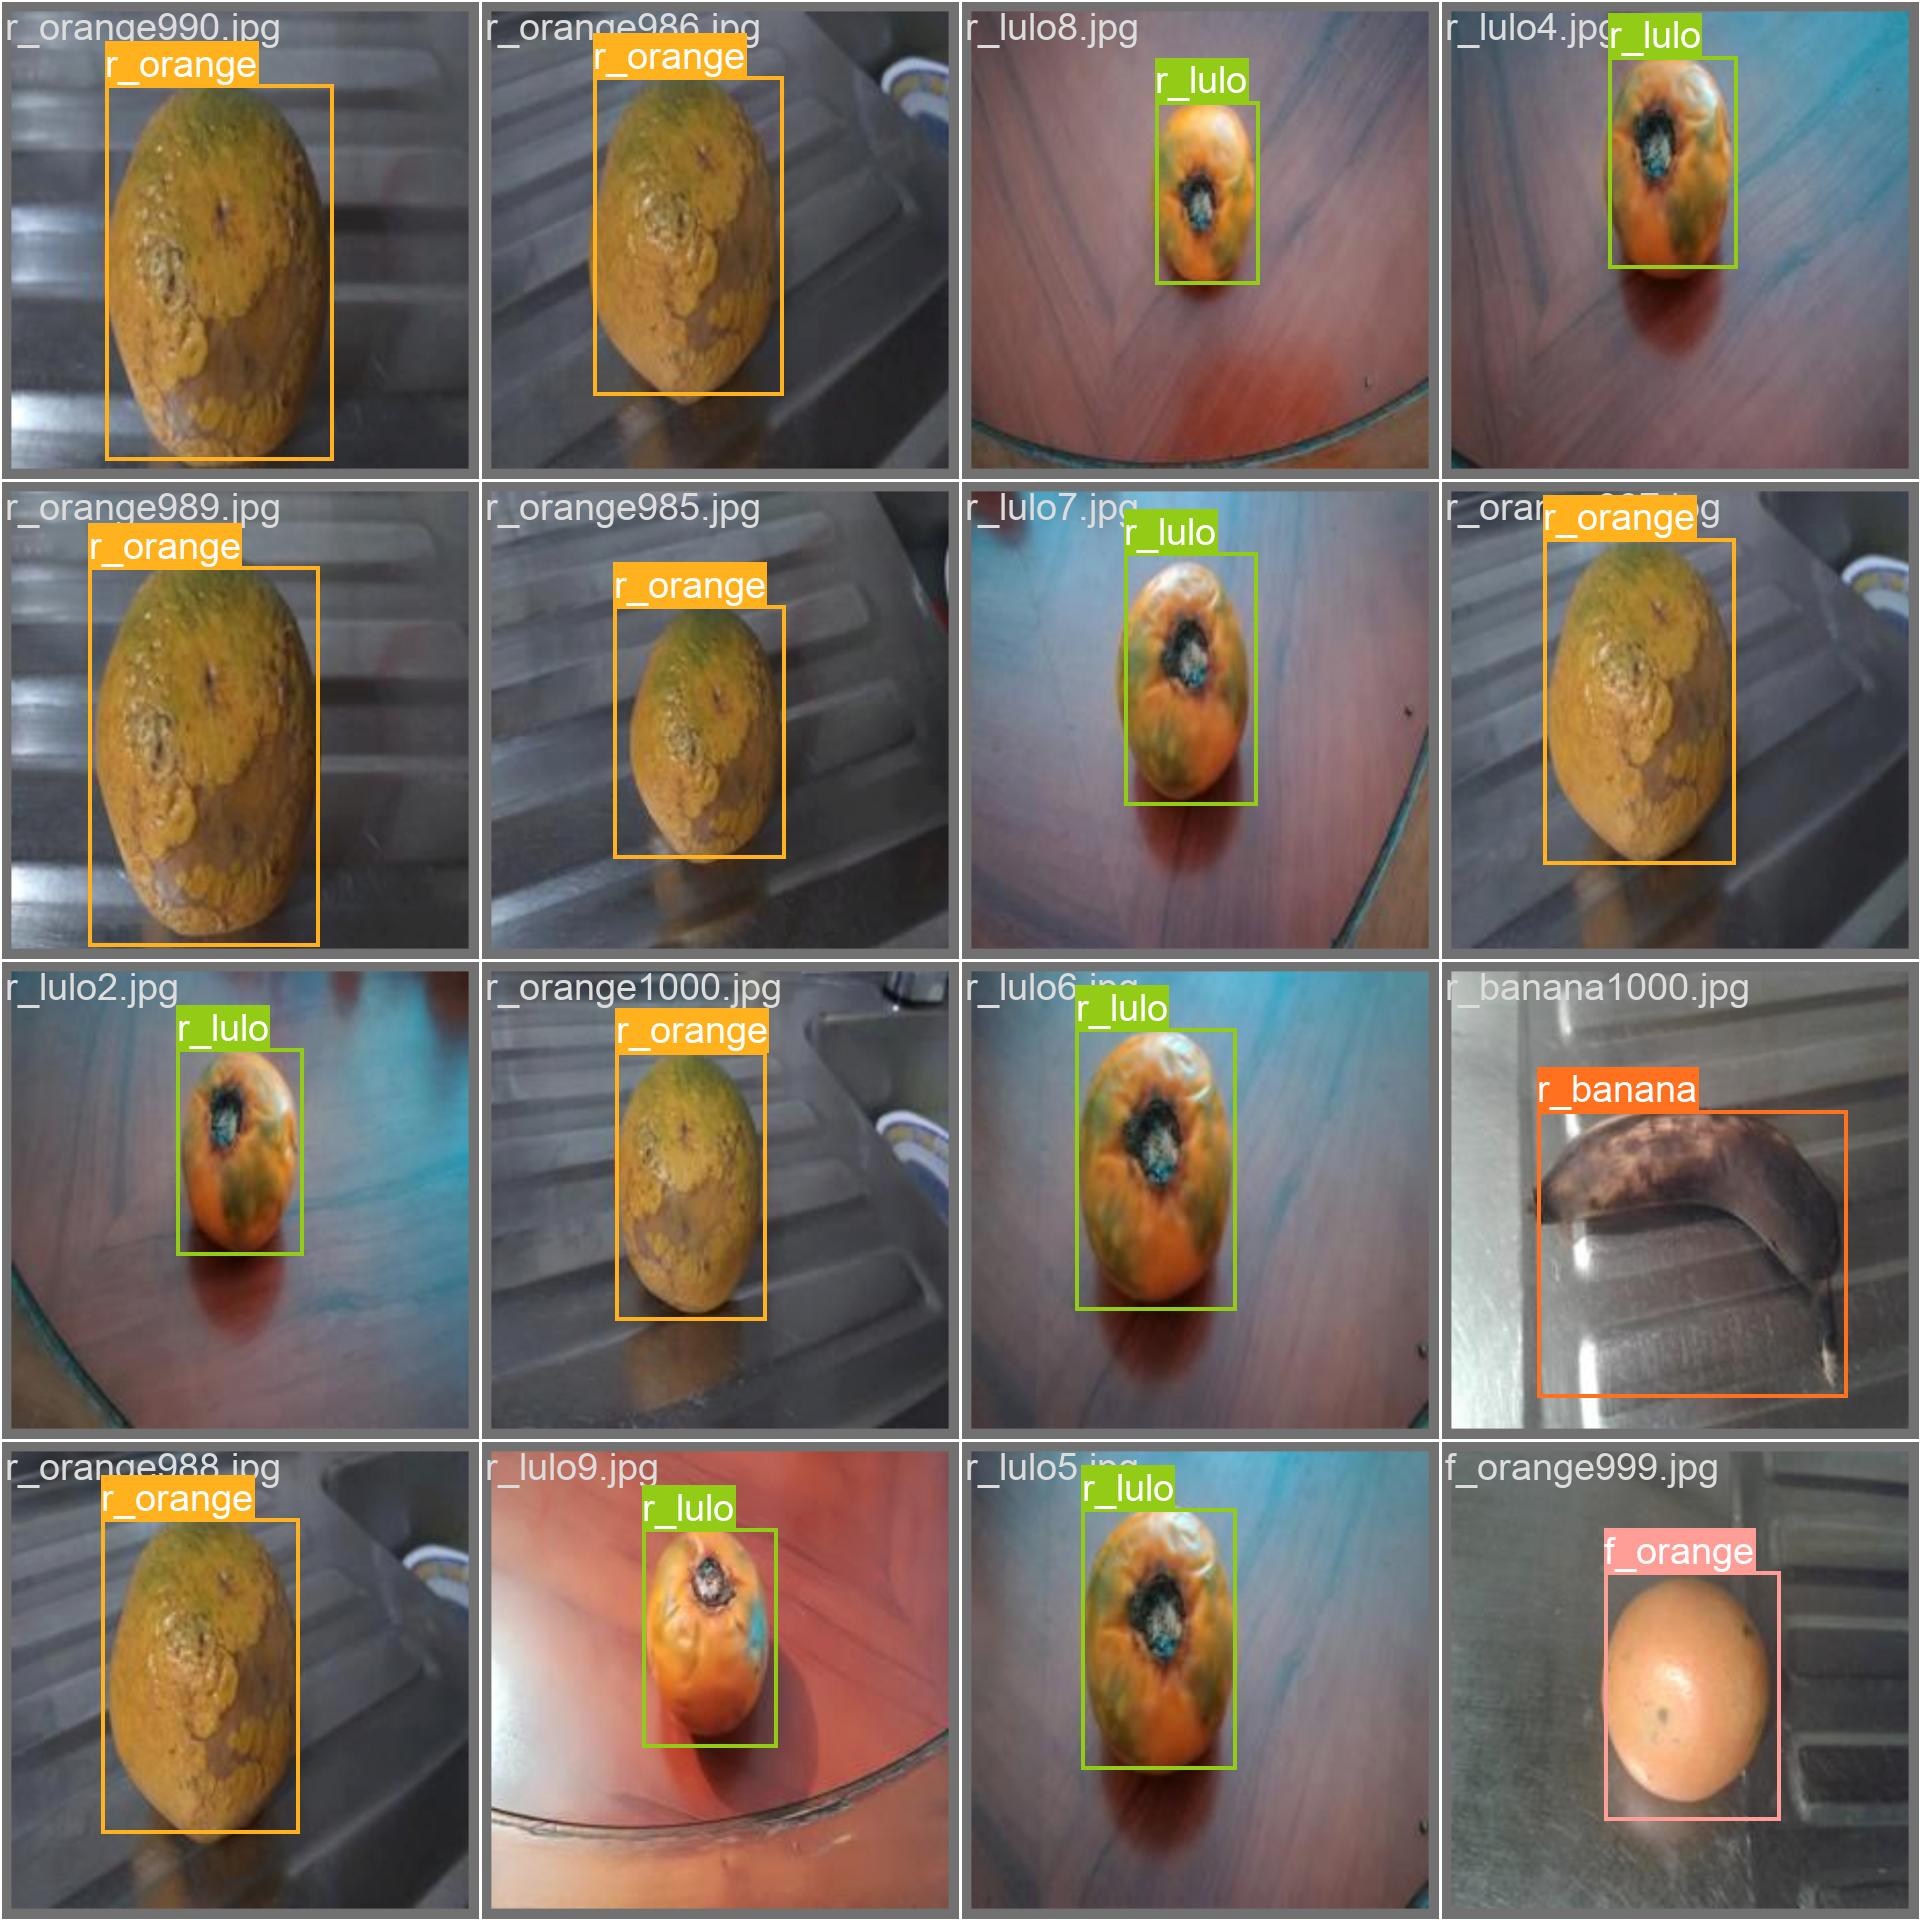 r_orange990.jpg
r_orange
r_orange986.jpg
r_orange
r_lulo8.jpg
r_lulo
r_lulo4.jpg
r_lulo
r_orange989.jpg
r_orange
r_orange985.jpg
r_orange
r_lulo7.jpg
r_lulo
r_orange
r_lulo2.jpg
r_lulo
r_orange1000.jpg
r_orange
r_lulo6
r_lulo
r_banana1000.jpg
r_banana
r_orange988.jpg
r_orange
r_lulo9.jpg
r_lulo
r_lulo5.jpg
r_lulo
f_orange999.jpg
f_orange